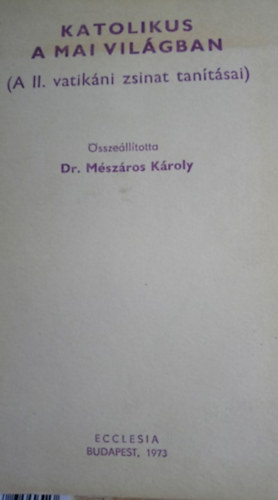 KATOLIKUS
A MAI VILÁGBAN
(A II. vatikáni zsinat tanításai)
Összeállította
Dr. Mészáros Károly
ECCLESIA
BUDAPEST, 1973